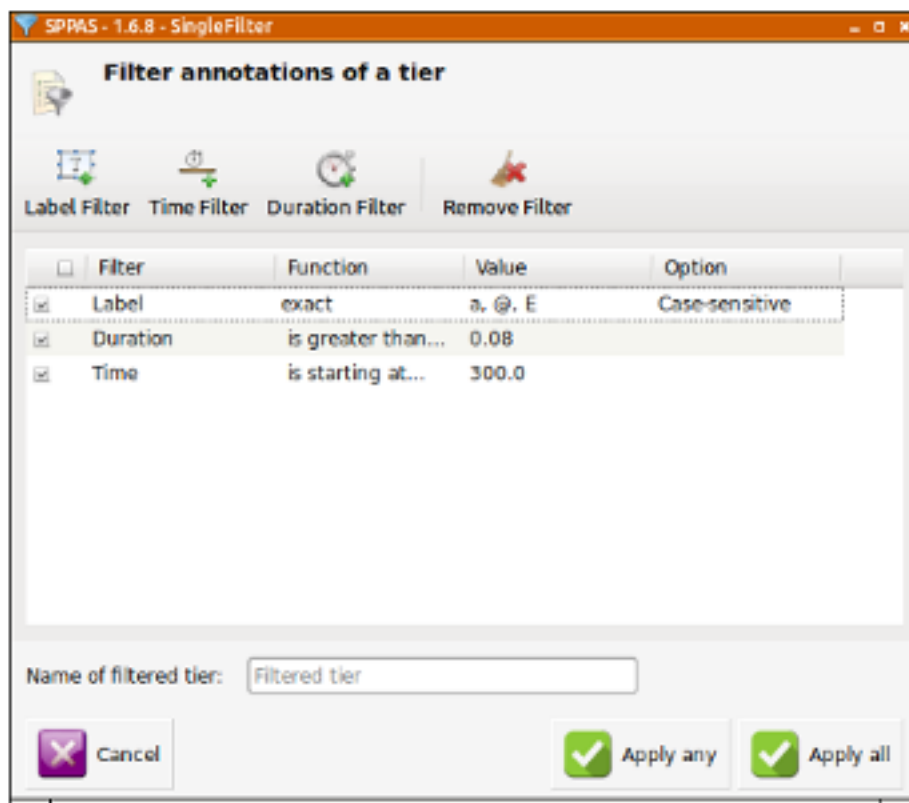 SPPAS - 1.6.8 - SingleFilter
Filter annotations of a tier
Label Filter Time Filter Duration Filter Remove Filter
Filter Function Value Option
Label exact a, @, E Case-sensitive
Duration is greater than... 0.08
Time is starting at... 300.0
Name of filtered tier: Filtered tier
Cancel Apply any Apply all